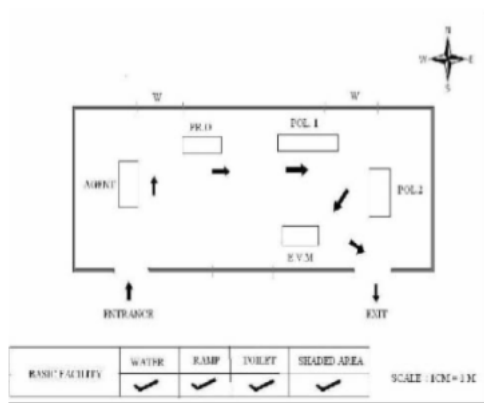 N
W E
S
W W
PR.O POL. 1
AGENT POL.2
E.V.M
ENTRANCE EXIT
BASIC FACILITY WATER RAMP TOILET SHADED AREA
SCALE : 1CM = 1 M